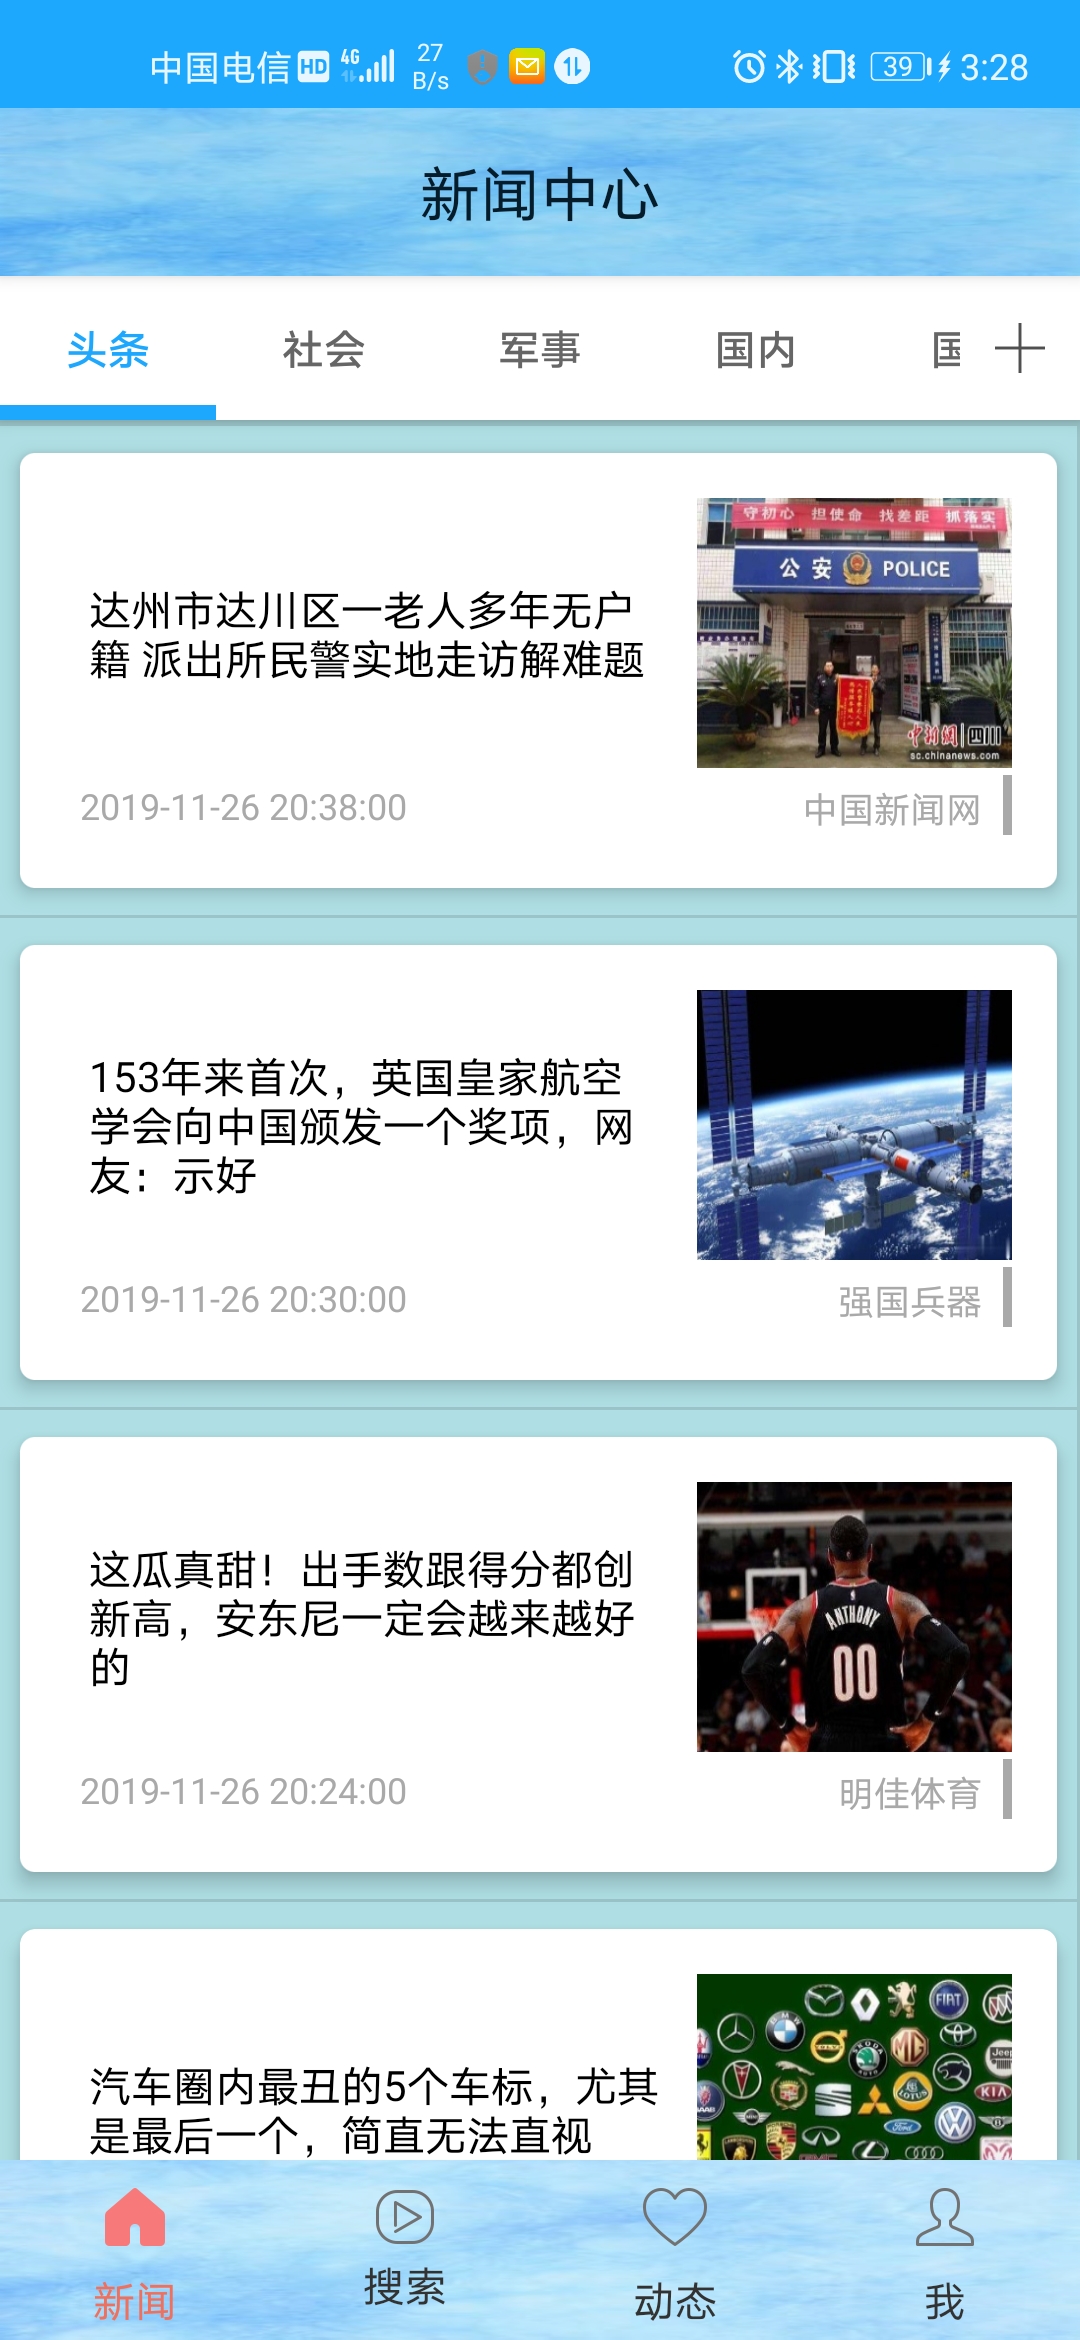 中国电信 HD 4G 27 B/s 39 3:28
新闻中心
头条 社会 军事 国内
达州市达川区一老人多年无户
籍 派出所民警实地走访解难题
守初心 担使命 找差距 抓落实
公安 POLICE
中新網 四川
sc.chinanews.com
2019-11-26 20:38:00 中国新闻网
153年来首次，英国皇家航空
学会向中国颁发一个奖项，网
友：示好
2019-11-26 20:30:00 强国兵器
这瓜真甜！出手数跟得分都创
新高，安东尼一定会越来越好
的
ANTHONY
00
2019-11-26 20:24:00 明佳体育
汽车圈内最丑的5个车标，尤其
是最后一个，简直无法直视
FIAT
BMW
VOLVO
SKODA
MG
Jeep
LOTUS
KIA
SAAB
Ford
新闻 搜索 动态 我